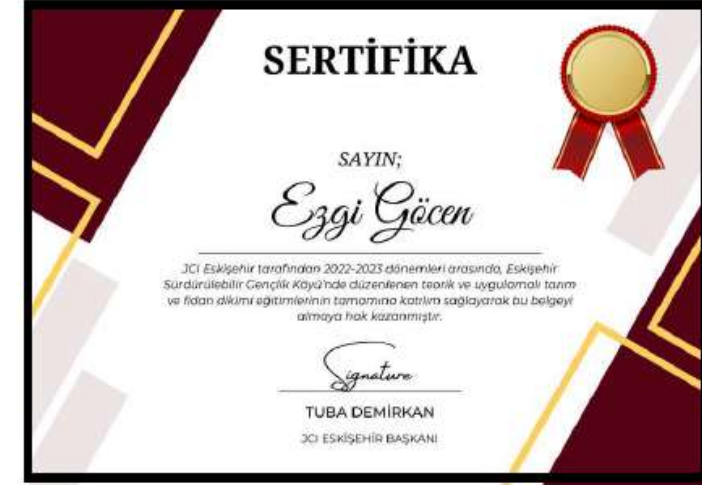 SERTİFİKA
SAYIN;
Ezgi Göcen
JCI Eskişehir tarafından 2022-2023 dönemleri arasında, Eskişehir
Sürdürülebilir Gençlik Köyü'nde düzenlenen teorik ve uygulamalı tarım
ve fidan dikimi eğitimlerinin tamamına katılım sağlayarak bu belgeyi
almaya hak kazanmıştır.
Signature
TUBA DEMİRKAN
JCI ESKİŞEHİR BAŞKANI